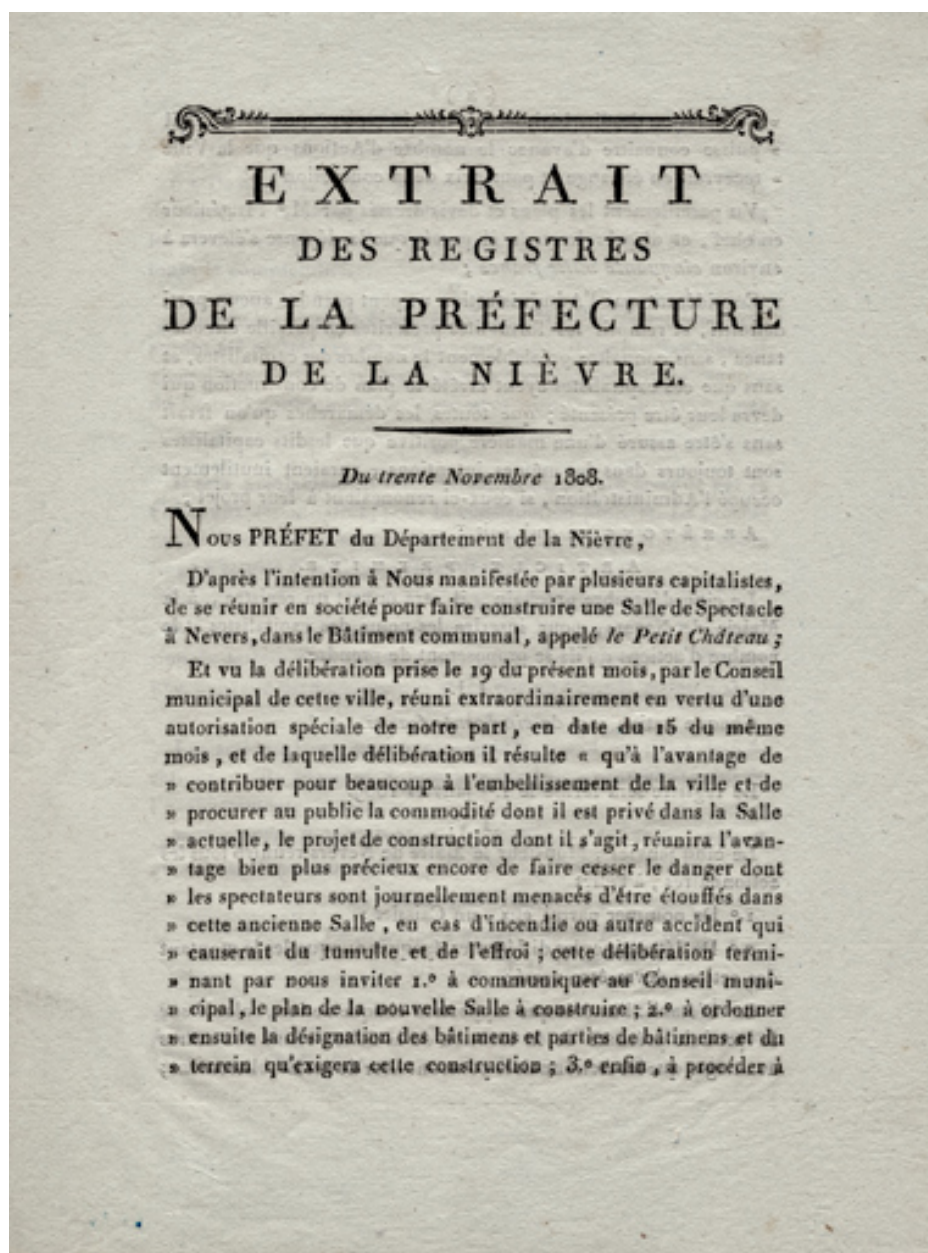 EXTRAIT
DES REGISTRES
DE LA PRÉFECTURE
DE LA NIÈVRE.
Du trente Novembre 1808.
Nous PRÉFET du Département de la Nièvre,
D'après l'intention à Nous manifestée par plusieurs capitalistes,
de se réunir en société pour faire construire une Salle de Spectacle
à Nevers, dans le Bâtiment communal, appelé le Petit Château ;
Et vu la délibération prise le 19 du présent mois, par le Conseil
municipal de cette ville, réuni extraordinairement en vertu d'une
autorisation spéciale de notre part, en date du 15 du même
mois, et de laquelle délibération il résulte « qu'à l'avantage de
» contribuer pour beaucoup à l'embellissement de la ville et de
» procurer au public la commodité dont il est privé dans la Salle
» actuelle, le projet de construction dont il s'agit, réunira l'avan-
» tage bien plus précieux encore de faire cesser le danger dont
» les spectateurs sont journellement menacés d'être étouffés dans
» cette ancienne Salle, en cas d'incendie ou autre accident qui
» causerait du tumulte et de l'effroi ; cette délibération termi-
» nant par nous inviter 1.º à communiquer au Conseil muni-
» cipal, le plan de la nouvelle Salle à construire ; 2.º à ordonner
» ensuite la désignation des bâtimens et parties de bâtimens et du
» terrein qu'exigera cette construction ; 3.º enfin, à procéder à